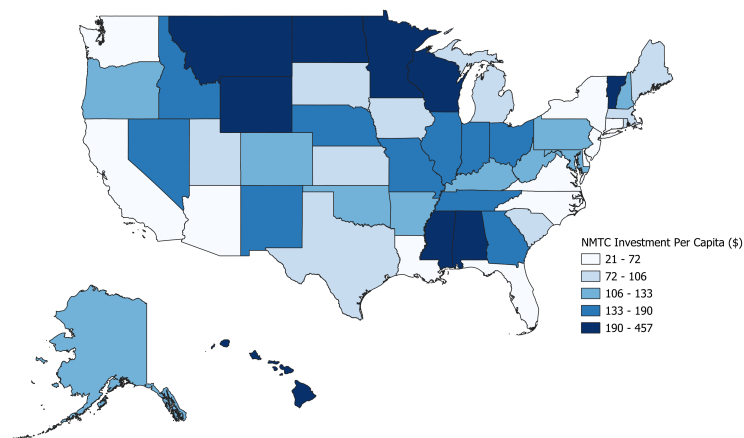 NMTC Investment Per Capita ($)
21 - 72
72 - 106
106 - 133
133 - 190
190 - 457